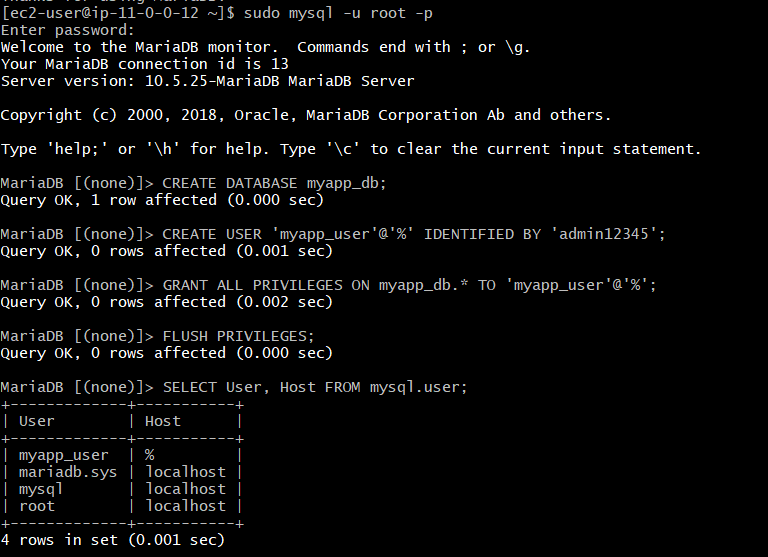 [ec2-user@ip-11-0-0-12 ~]$ sudo mysql -u root -p
Enter password:
Welcome to the MariaDB monitor.  Commands end with ; or \g.
Your MariaDB connection id is 13
Server version: 10.5.25-MariaDB MariaDB Server

Copyright (c) 2000, 2018, Oracle, MariaDB Corporation Ab and others.

Type 'help;' or '\h' for help. Type '\c' to clear the current input statement.

MariaDB [(none)]> CREATE DATABASE myapp_db;
Query OK, 1 row affected (0.000 sec)

MariaDB [(none)]> CREATE USER 'myapp_user'@'%' IDENTIFIED BY 'admin12345';
Query OK, 0 rows affected (0.001 sec)

MariaDB [(none)]> GRANT ALL PRIVILEGES ON myapp_db.* TO 'myapp_user'@'%';
Query OK, 0 rows affected (0.002 sec)

MariaDB [(none)]> FLUSH PRIVILEGES;
Query OK, 0 rows affected (0.000 sec)

MariaDB [(none)]> SELECT User, Host FROM mysql.user;
+-------------+-----------+
| User        | Host      |
+-------------+-----------+
| myapp_user  | %         |
| mariadb.sys | localhost |
| mysql       | localhost |
| root        | localhost |
+-------------+-----------+
4 rows in set (0.001 sec)